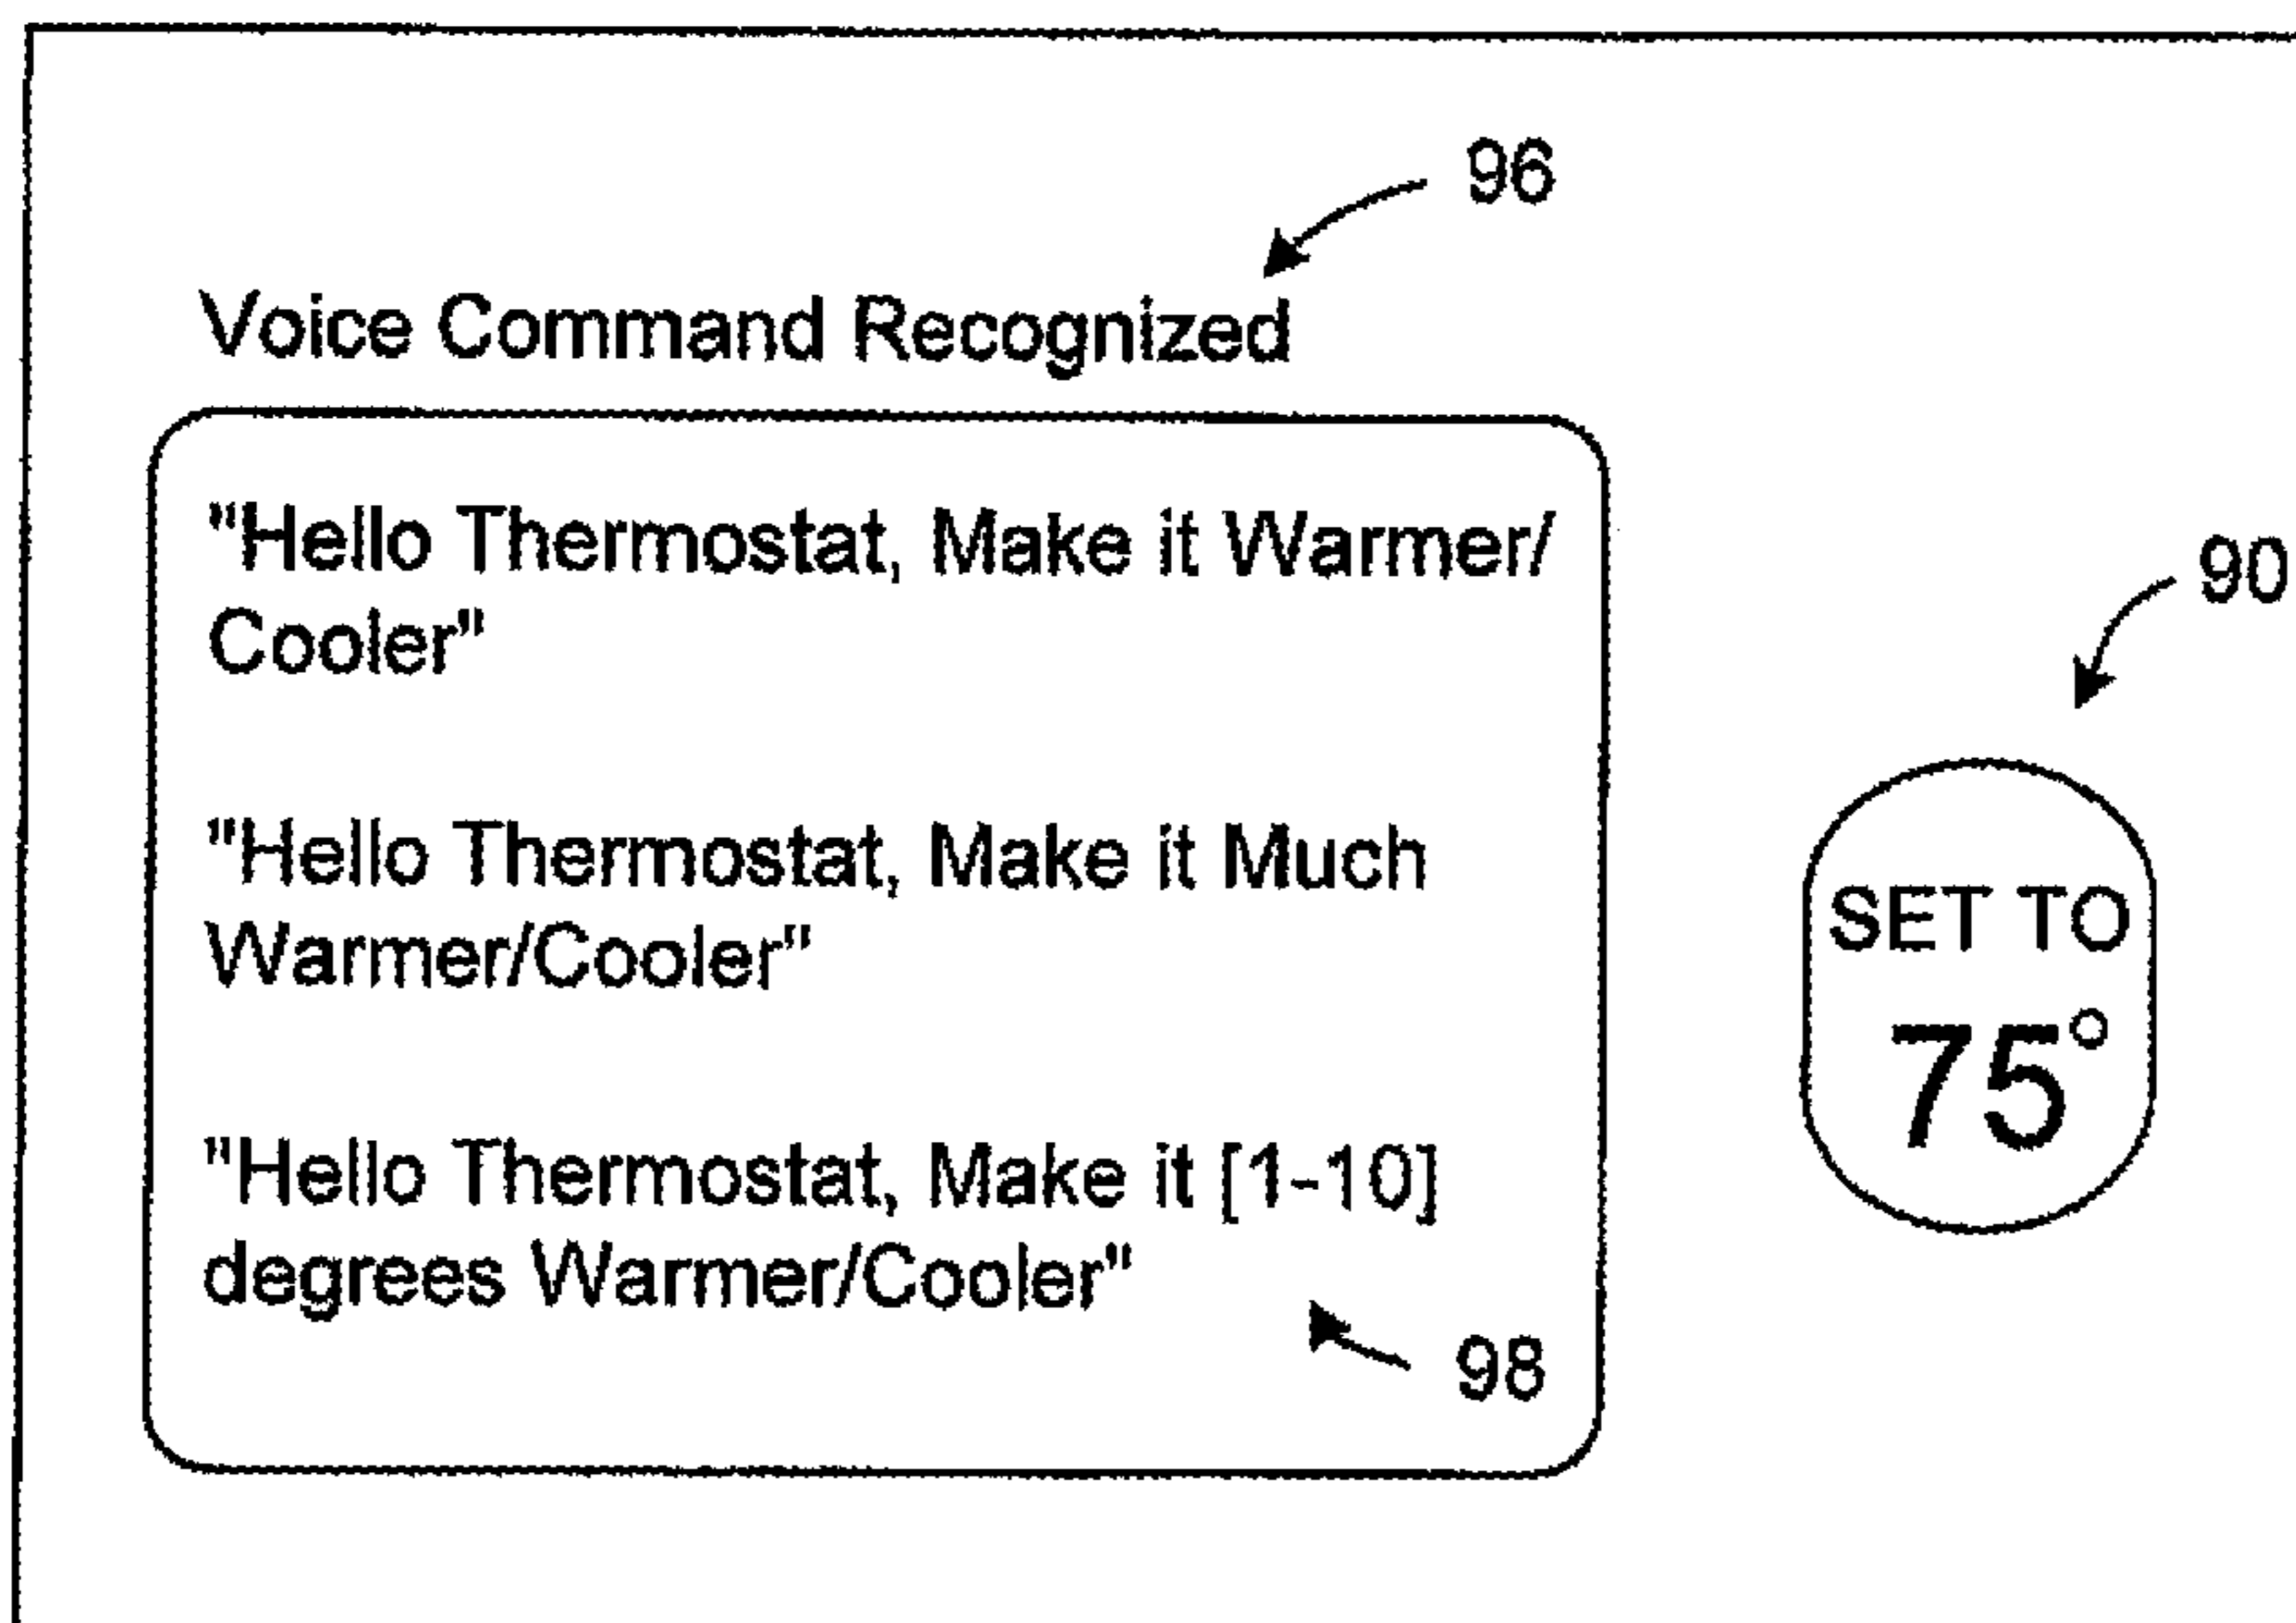 96
Voice Command Recognized
"Hello Thermostat, Make it Warmer/
Cooler"
"Hello Thermostat, Make it Much
Warmer/Cooler"
"Hello Thermostat, Make it [1-10]
degrees Warmer/Cooler"
98
90
SET TO
75°